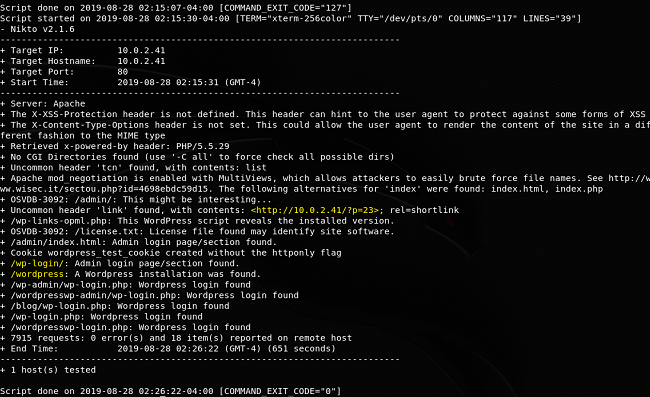 Script done on 2019-08-28 02:15:07-04:00 [COMMAND_EXIT_CODE="127"]
Script started on 2019-08-28 02:15:30-04:00 [TERM="xterm-256color" TTY="/dev/pts/0" COLUMNS="117" LINES="39"]
- Nikto v2.1.6
---------------------------------------------------------------------------
+ Target IP:          10.0.2.41
+ Target Hostname:    10.0.2.41
+ Target Port:        80
+ Start Time:         2019-08-28 02:15:31 (GMT-4)
---------------------------------------------------------------------------
+ Server: Apache
+ The X-XSS-Protection header is not defined. This header can hint to the user agent to protect against some forms of XSS
+ The X-Content-Type-Options header is not set. This could allow the user agent to render the content of the site in a dif
ferent fashion to the MIME type
+ Retrieved x-powered-by header: PHP/5.5.29
+ No CGI Directories found (use '-C all' to force check all possible dirs)
+ Uncommon header 'tcn' found, with contents: list
+ Apache mod_negotiation is enabled with MultiViews, which allows attackers to easily brute force file names. See http://w
ww.wisec.it/sectou.php?id=4698ebdc59d15. The following alternatives for 'index' were found: index.html, index.php
+ OSVDB-3092: /admin/: This might be interesting...
+ Uncommon header 'link' found, with contents: <http://10.0.2.41/?p=23>; rel=shortlink
+ /wp-links-opml.php: This WordPress script reveals the installed version.
+ OSVDB-3092: /license.txt: License file found may identify site software.
+ /admin/index.html: Admin login page/section found.
+ Cookie wordpress_test_cookie created without the httponly flag
+ /wp-login/: Admin login page/section found.
+ /wordpress: A Wordpress installation was found.
+ /wp-admin/wp-login.php: Wordpress login found
+ /wordpresswp-admin/wp-login.php: Wordpress login found
+ /blog/wp-login.php: Wordpress login found
+ /wp-login.php: Wordpress login found
+ /wordpresswp-login.php: Wordpress login found
+ 7915 requests: 0 error(s) and 18 item(s) reported on remote host
+ End Time:           2019-08-28 02:26:22 (GMT-4) (651 seconds)
---------------------------------------------------------------------------
+ 1 host(s) tested
Script done on 2019-08-28 02:26:22-04:00 [COMMAND_EXIT_CODE="0"]